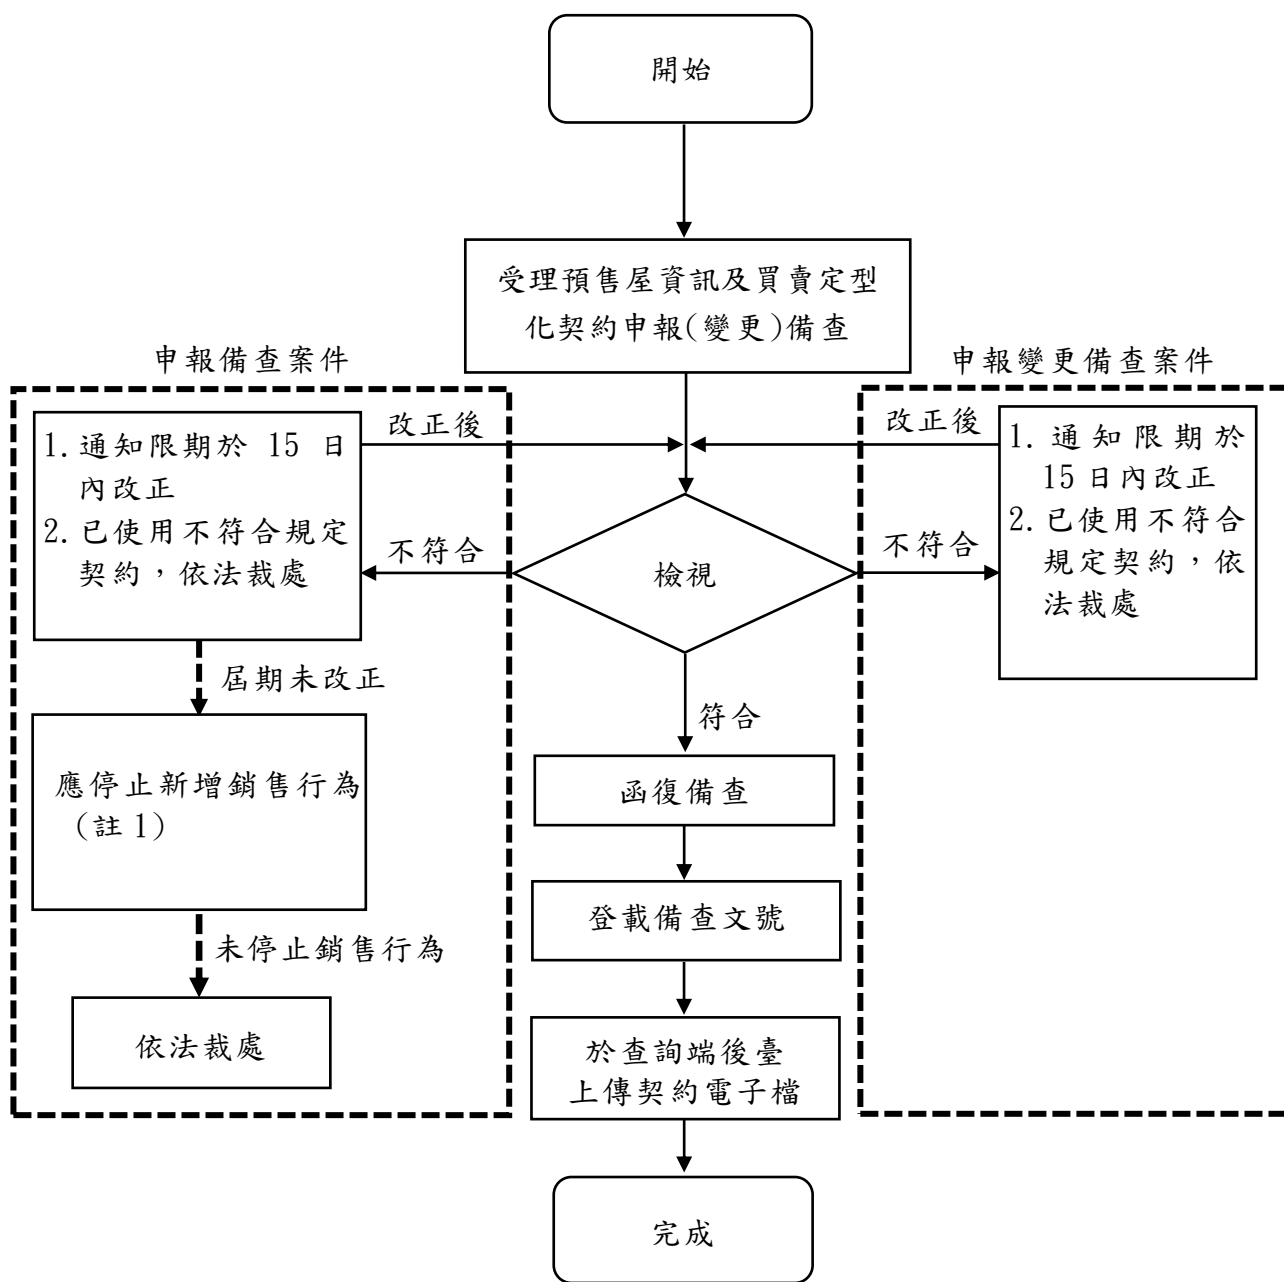 開始
受理預售屋資訊及買賣定型
化契約申報(變更)備查
申報備查案件
申報變更備查案件
1. 通知限期於 15 日
內改正
2. 已使用不符合規定
契約，依法裁處
改正後
改正後
1. 通知限期於
15 日內改正
2. 已使用不符合
規定契約，依
法裁處
不符合
檢視
不符合
屆期未改正
符合
應停止新增銷售行為
(註 1)
函復備查
登載備查文號
未停止銷售行為
依法裁處
於查詢端後臺
上傳契約電子檔
完成